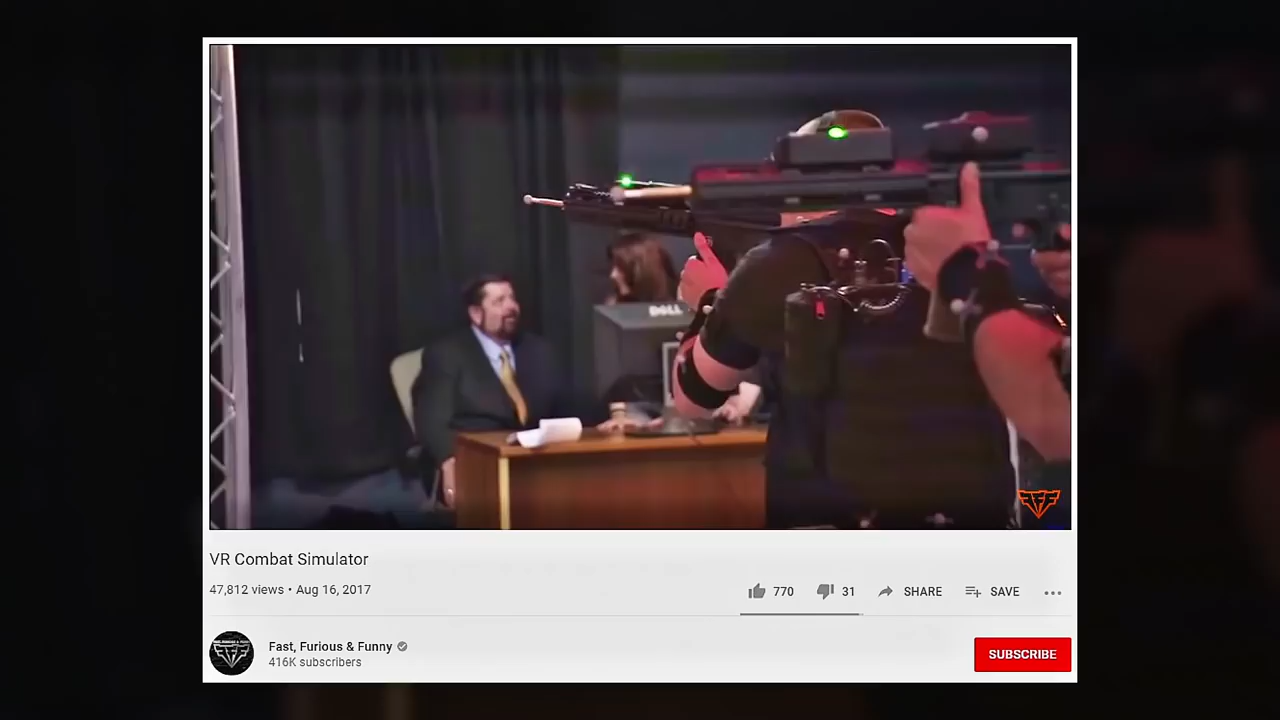 DELL
VR Combat Simulator
47,812 views • Aug 16, 2017
770 31 SHARE SAVE
Fast, Furious & Funny
416K subscribers
SUBSCRIBE